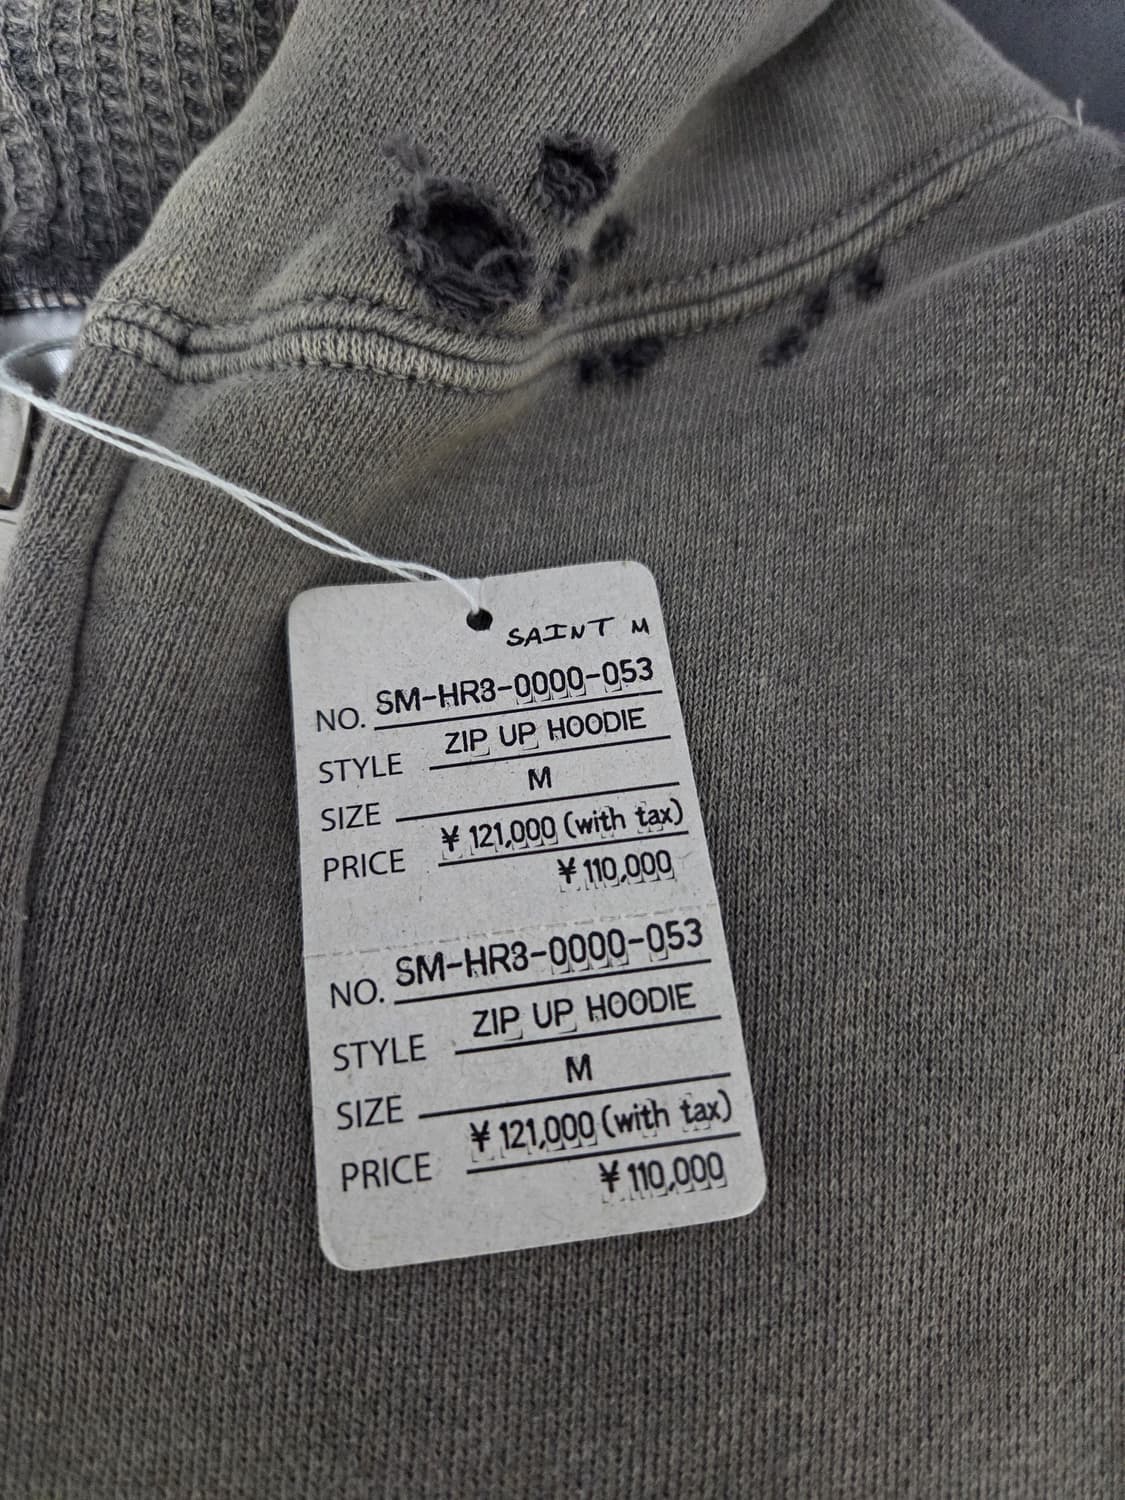 SAINT M
NO. SM-HR3-0000-053
STYLE ZIP UP HOODIE
SIZE M
PRICE ¥ 121,000 (with tax)
¥ 110,000
NO. SM-HR3-0000-053
STYLE ZIP UP HOODIE
SIZE M
PRICE ¥ 121,000 (with tax)
¥ 110,000